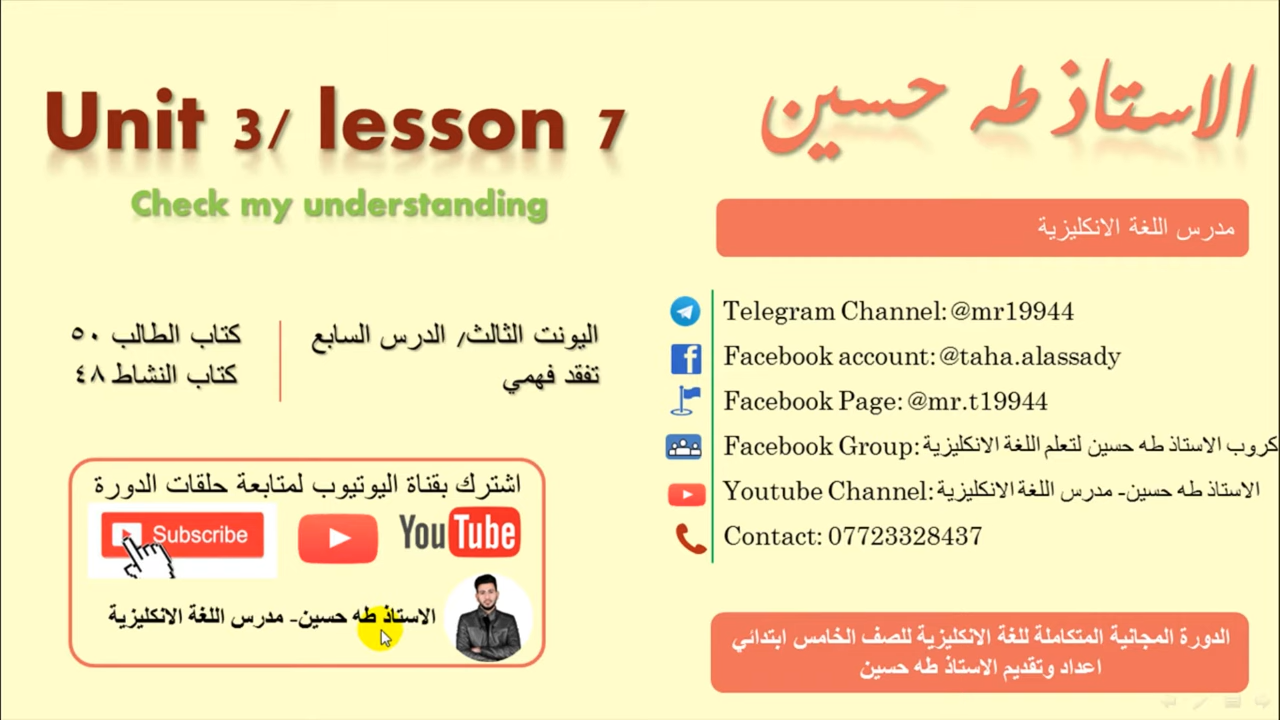 Unit 3/ lesson 7
Check my understanding
اليونت الثالث/ الدرس السابع
تفقد فهمي
كتاب الطالب ٥٠
كتاب النشاط ٤٨
اشترك بقناة اليوتيوب لمتابعة حلقات الدورة
Subscribe
YouTube
الاستاذ طه حسين- مدرس اللغة الانكليزية
الاستاذ طه حسين
مدرس اللغة الانكليزية
Telegram Channel: @mr19944
Facebook account: @taha.alassady
Facebook Page: @mr.t19944
Facebook Group: كروب الاستاذ طه حسين لتعلم اللغة الانكليزية
Youtube Channel: الاستاذ طه حسين- مدرس اللغة الانكليزية
Contact: 07723328437
الدورة المجانية المتكاملة للغة الانكليزية للصف الخامس ابتدائي
اعداد وتقديم الاستاذ طه حسين